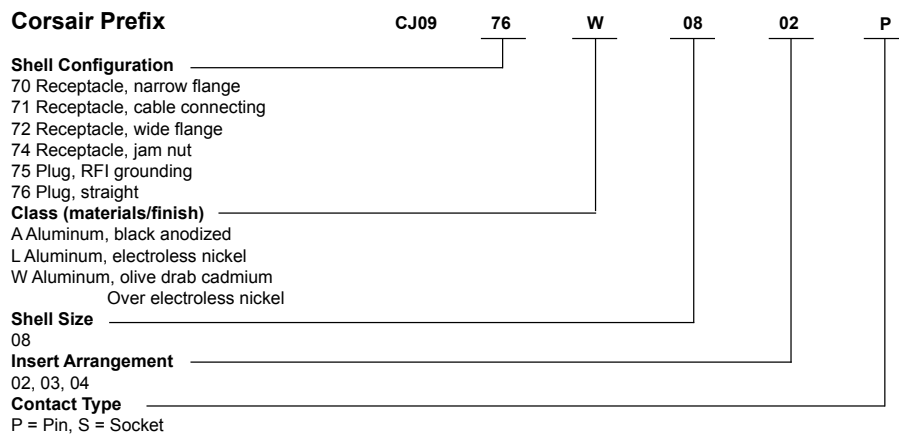 Corsair Prefix CJ09 76 W 08 02 P
Shell Configuration
70 Receptacle, narrow flange
71 Receptacle, cable connecting
72 Receptacle, wide flange
74 Receptacle, jam nut
75 Plug, RFI grounding
76 Plug, straight
Class (materials/finish)
A Aluminum, black anodized
L Aluminum, electroless nickel
W Aluminum, olive drab cadmium
Over electroless nickel
Shell Size
08
Insert Arrangement
02, 03, 04
Contact Type
P = Pin, S = Socket